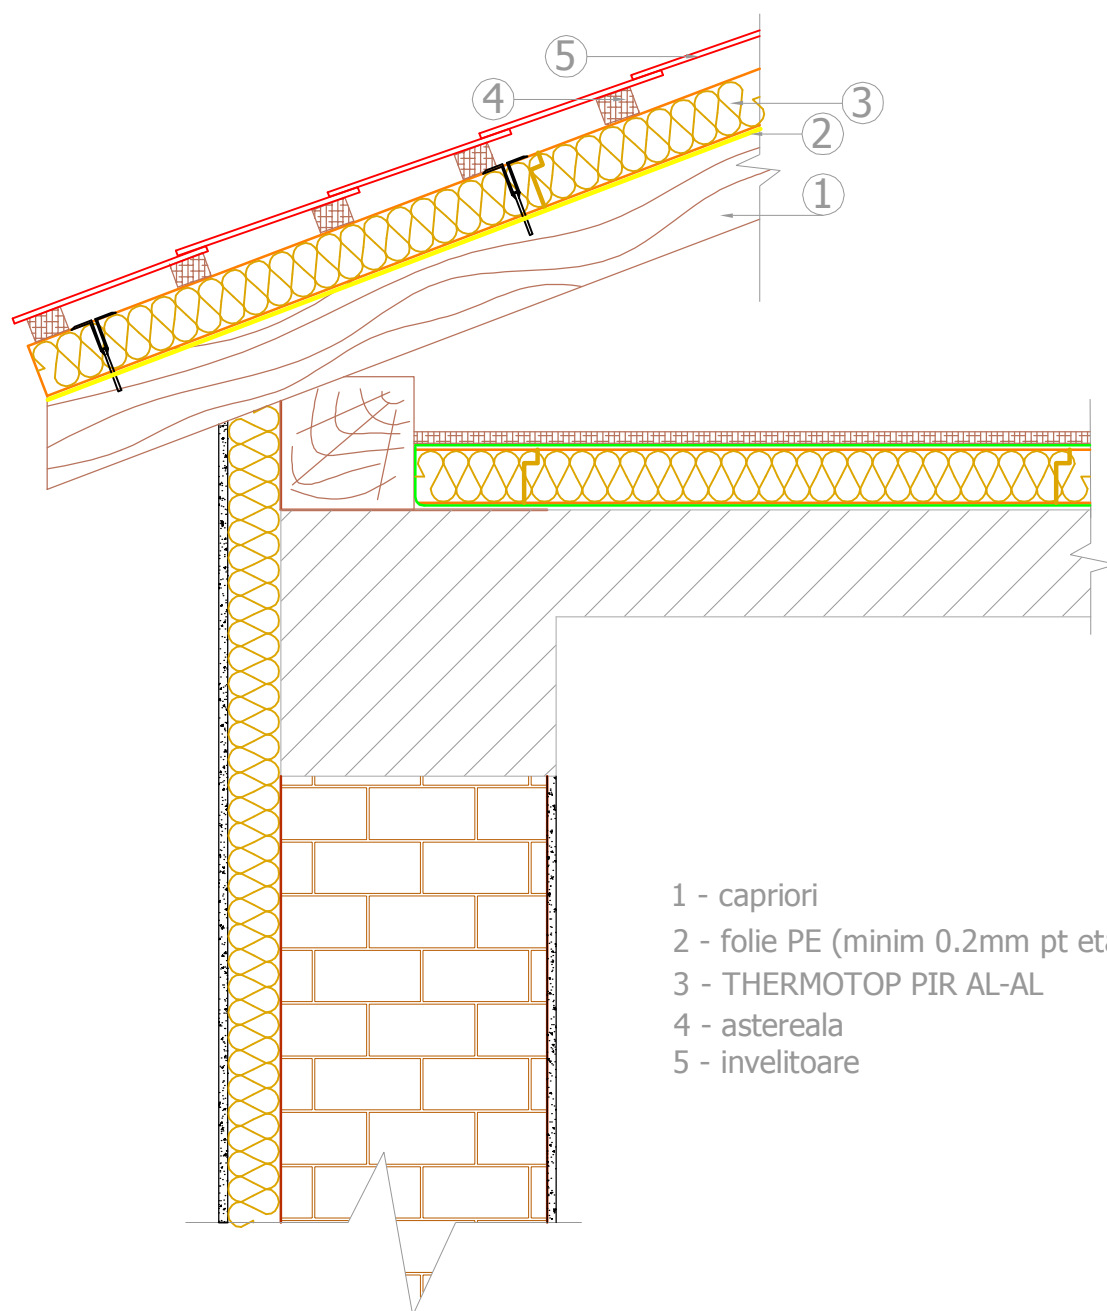 5
4
3
2
1
1 - capriori
2 - folie PE (minim 0.2mm pt
3 - THERMOTOP PIR AL-AL
4 - astereala
5 - invelitoare